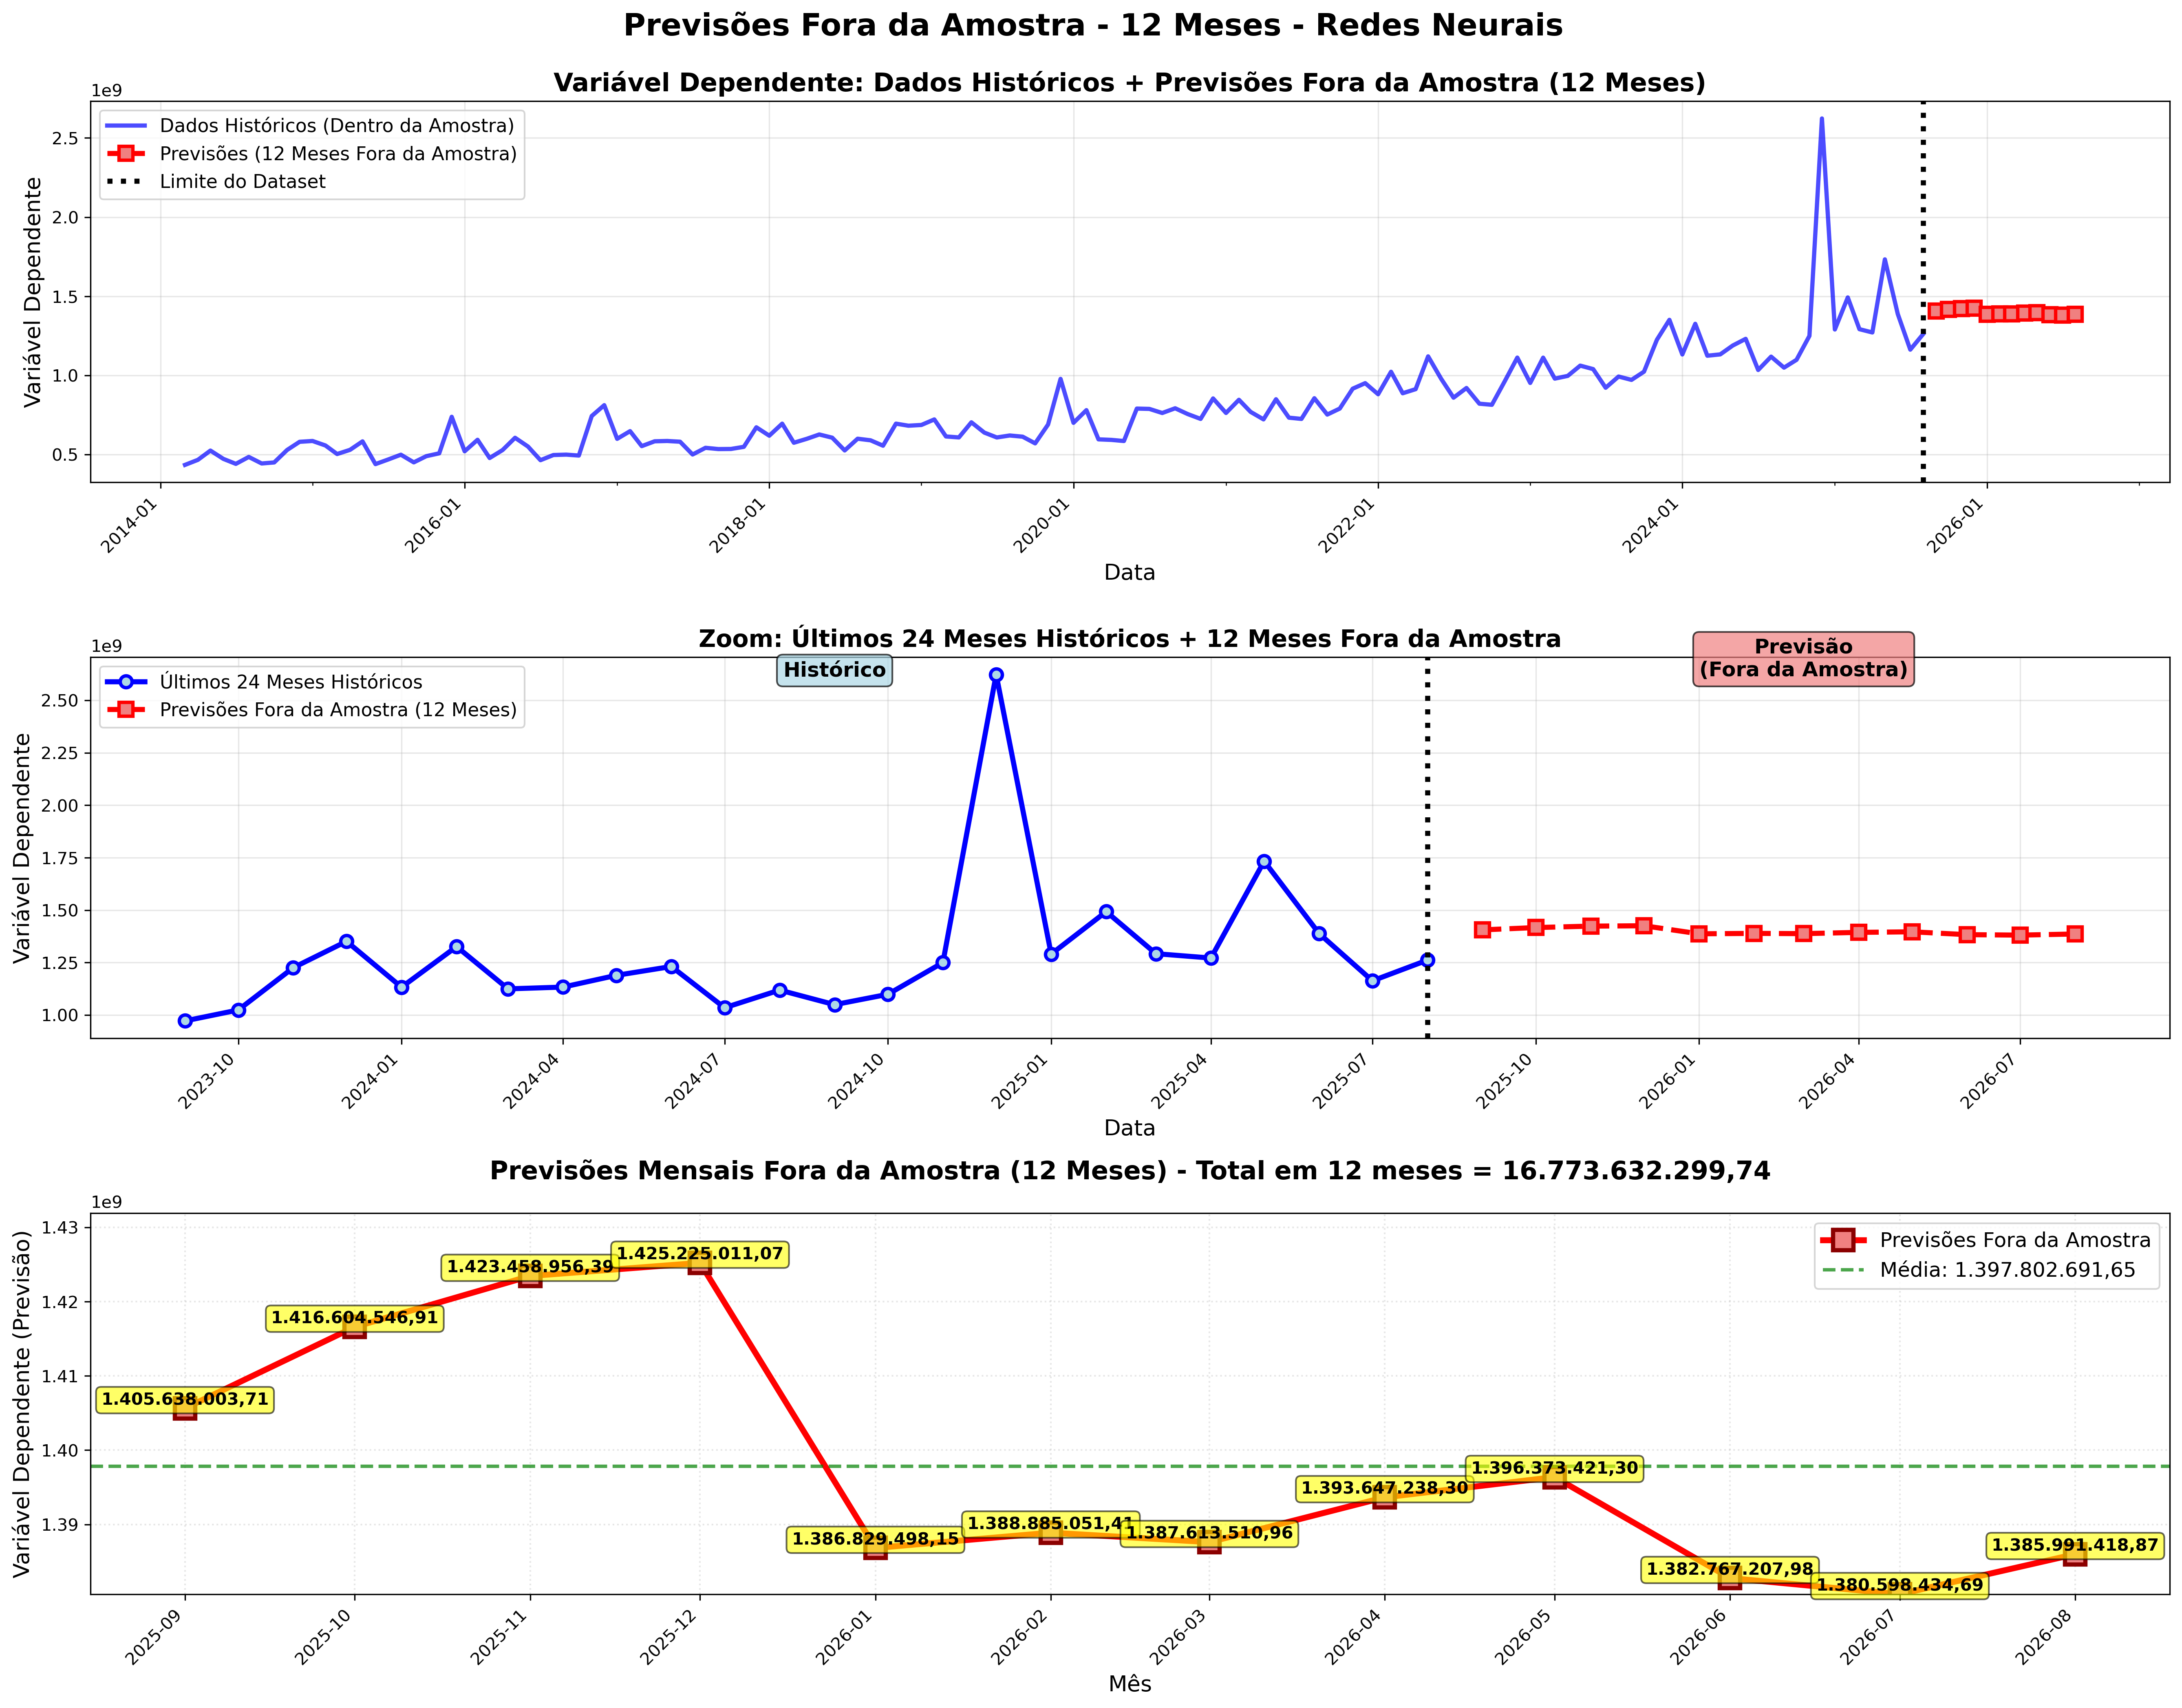 Previsões Fora da Amostra - 12 Meses - Redes Neurais
Variável Dependente: Dados Históricos + Previsões Fora da Amostra (12 Meses)
1e9
Dados Históricos (Dentro da Amostra)
Previsões (12 Meses Fora da Amostra)
Limite do Dataset
Variável Dependente
2.5
2.0
1.5
1.0
0.5
2014-01
2016-01
2018-01
2020-01
2022-01
2024-01
2026-01
Data
Zoom: Últimos 24 Meses Históricos + 12 Meses Fora da Amostra
1e9
Últimos 24 Meses Históricos
Previsões Fora da Amostra (12 Meses)
Histórico
Previsão
(Fora da Amostra)
Variável Dependente
2.50
2.25
2.00
1.75
1.50
1.25
1.00
2023-10
2024-01
2024-04
2024-07
2024-10
2025-01
2025-04
2025-07
2025-10
2026-01
2026-04
2026-07
Data
Previsões Mensais Fora da Amostra (12 Meses) - Total em 12 meses = 16.773.632.299,74
1e9
Previsões Fora da Amostra
Média: 1.397.802.691,65
Variável Dependente (Previsão)
1.43
1.42
1.41
1.40
1.39
1.405.638.003,71
1.416.604.546,91
1.423.458.956,39
1.425.225.011,07
1.386.829.498,15
1.388.885.051,41
1.387.613.510,96
1.393.647.238,30
1.396.373.421,30
1.382.767.207,98
1.380.598.434,69
1.385.991.418,87
2025-09
2025-10
2025-11
2025-12
2026-01
2026-02
2026-03
2026-04
2026-05
2026-06
2026-07
2026-08
Mês